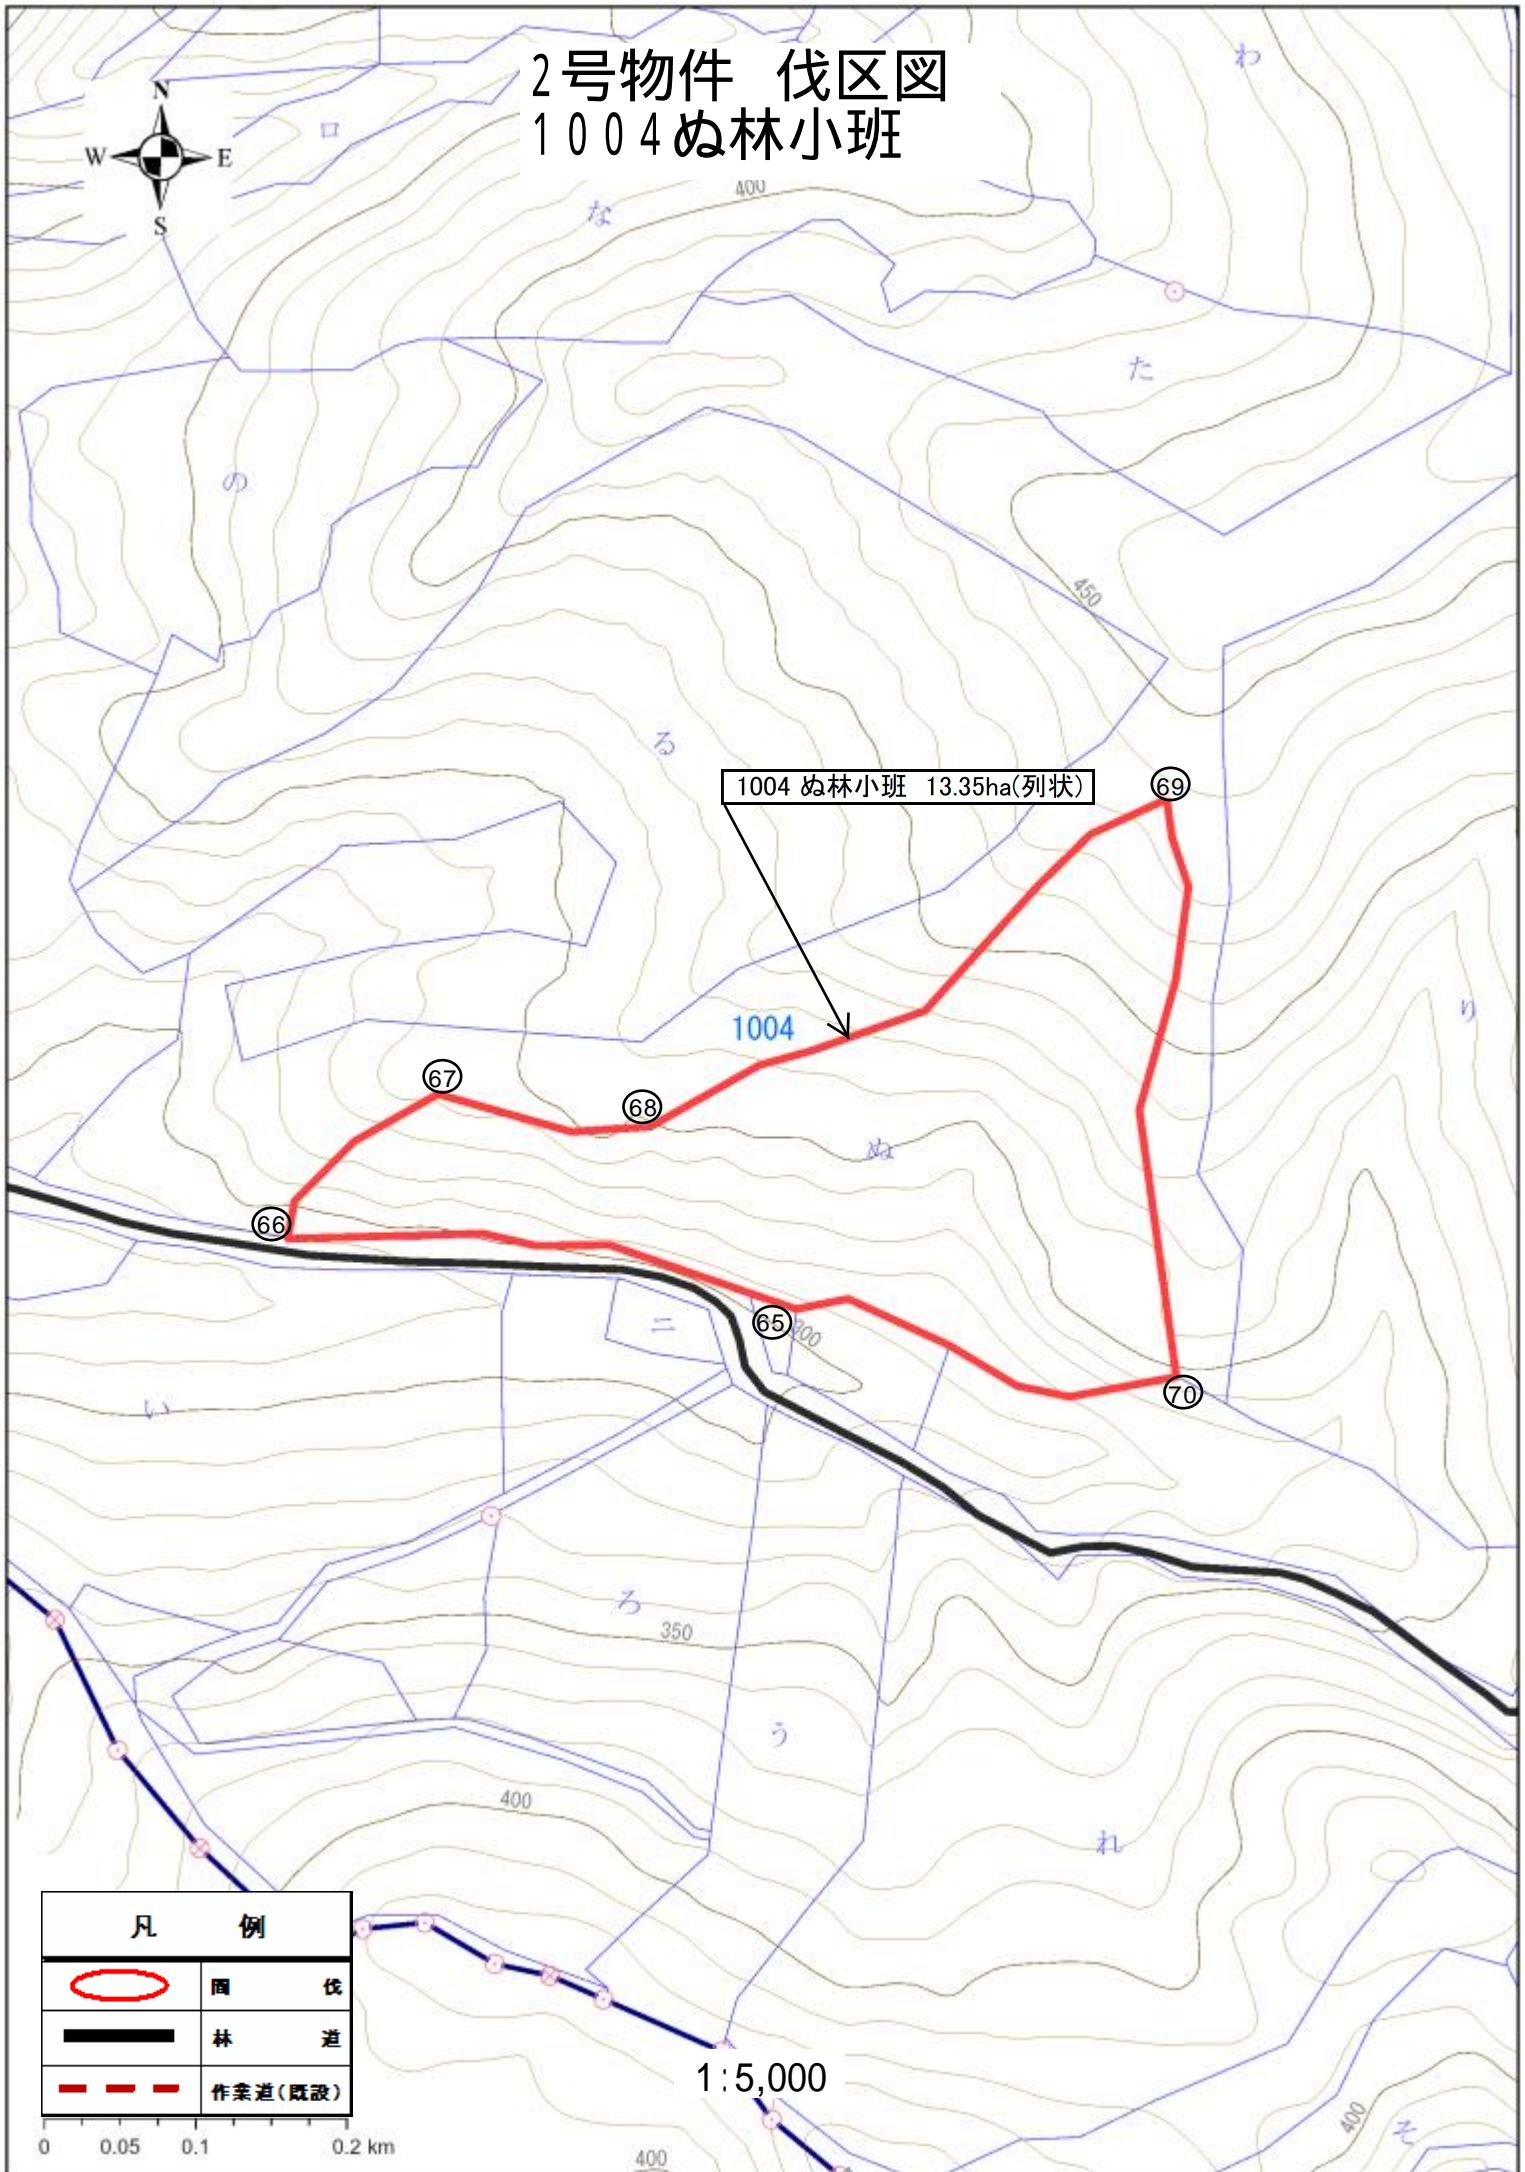 2号物件 伐区図
1004ぬ林小班
N
W E
S
わ
ロ
な
400
た
の
450
る
1004 ぬ林小班 13.35ha(列状)
69
り
1004
67
68
ぬ
66
65
300
ニ
70
い
ろ
350
う
400
れ
凡 例
間 伐
林 道
作業道(既設)
1:5,000
0 0.05 0.1 0.2 km
400
400
そ